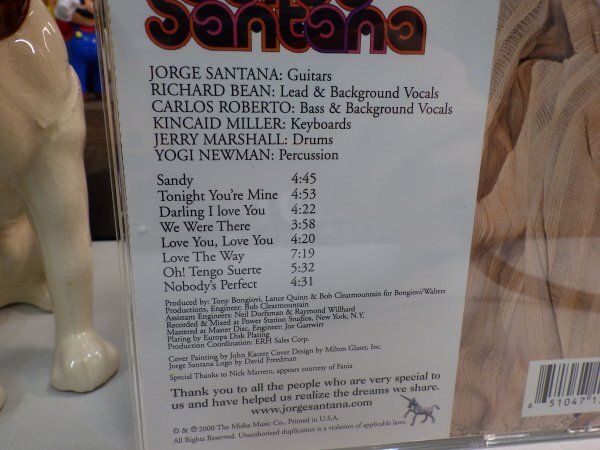 Santana
JORGE SANTANA: Guitars
RICHARD BEAN: Lead & Background Vocals
CARLOS ROBERTO: Bass & Background Vocals
KINCAID MILLER: Keyboards
JERRY MARSHALL: Drums
YOGI NEWMAN: Percussion
Sandy 4:45
Tonight You're Mine 4:53
Darling I love You 4:22
We Were There 3:58
Love You, Love You 4:20
Love The Way 7:19
Oh! Tengo Suerte 5:32
Nobody's Perfect 4:31
Produced by: Tony Bongiovi, Lance Quinn & Bob Clearmountain for Bongiovi/Walters
Productions, Engineer: Bob Clearmountain
Assistant Engineers: Neil Dorfsman & Raymond Willhard
Recorded & Mixed at Power Station Studios, New York, N.Y.
Mastered at Master Disc, Engineer: Joe Gastwirt
Plating by Europa Disk Plating
Production Coordination: ERH Sales Corp.
Cover Painting by John Kacere Cover Design by Milton Glaser, Inc.
Jorge Santana Logo by David Freedman
Special Thanks to Nick Marrero, appears courtesy of Fania
Thank you to all the people who are very special to
us and have helped us realize the dreams we share.
www.jorgesantana.com
© & ℗ 2000 The Misha Music Co., Printed in U.S.A.
All Rights Reserved. Unauthorized duplication is a violation of applicable laws.
6 51047 1